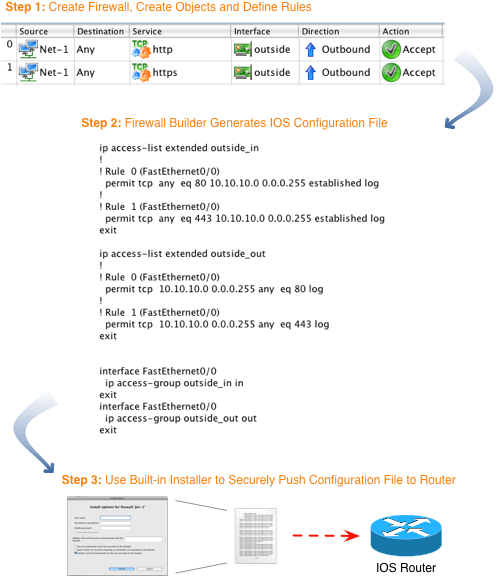 Step 1: Create Firewall, Create Objects and Define Rules
Source Destination Service Interface Direction Action
0 Net-1 Any TCP http outside Outbound Accept
1 Net-1 Any TCP https outside Outbound Accept
Step 2: Firewall Builder Generates IOS Configuration File
ip access-list extended outside_in
!
! Rule 0 (FastEthernet0/0)
permit tcp any eq 80 10.10.10.0 0.0.0.255 established log
!
! Rule 1 (FastEthernet0/0)
permit tcp any eq 443 10.10.10.0 0.0.0.255 established log
exit
ip access-list extended outside_out
!
! Rule 0 (FastEthernet0/0)
permit tcp 10.10.10.0 0.0.0.255 any eq 80 log
!
! Rule 1 (FastEthernet0/0)
permit tcp 10.10.10.0 0.0.0.255 any eq 443 log
exit
interface FastEthernet0/0
ip access-group outside_in in
exit
interface FastEthernet0/0
ip access-group outside_out out
exit
Step 3: Use Built-in Installer to Securely Push Configuration File to Router
Install options for firewall
IOS Router